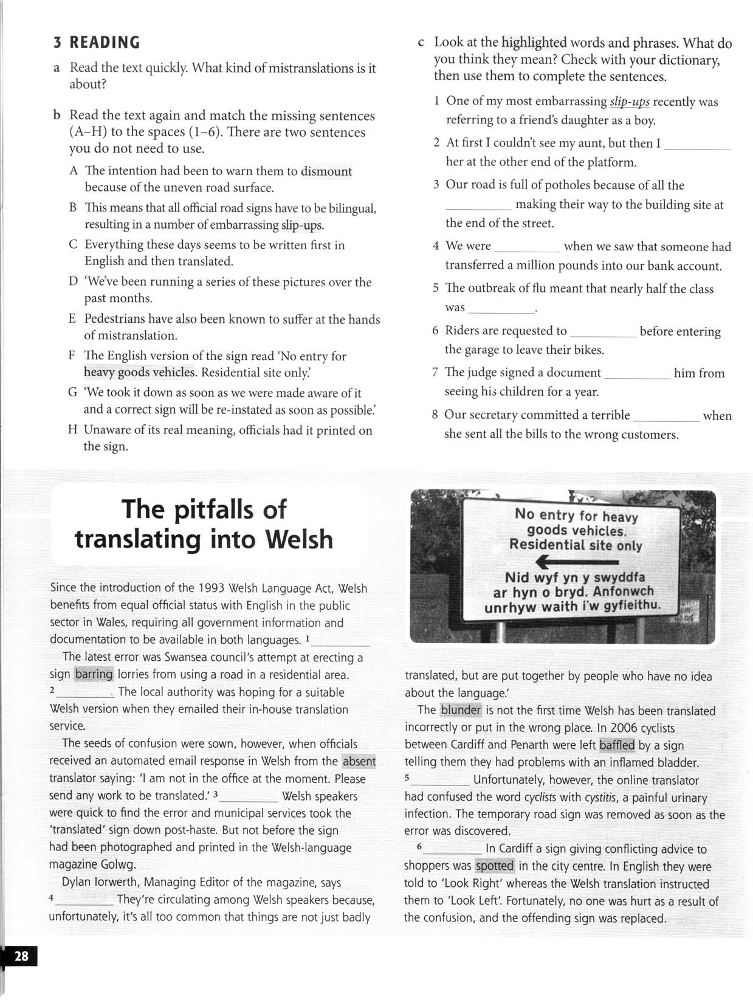 3 READING
a Read the text quickly. What kind of mistranslations is it
about?
b Read the text again and match the missing sentences
(A–H) to the spaces (1–6). There are two sentences
you do not need to use.
A The intention had been to warn them to dismount
because of the uneven road surface.
B This means that all official road signs have to be bilingual,
resulting in a number of embarrassing slip-ups.
C Everything these days seems to be written first in
English and then translated.
D ‘We’ve been running a series of these pictures over the
past months.
E Pedestrians have also been known to suffer at the hands
of mistranslation.
F The English version of the sign read ‘No entry for
heavy goods vehicles. Residential site only.’
G ‘We took it down as soon as we were made aware of it
and a correct sign will be re-instated as soon as possible.’
H Unaware of its real meaning, officials had it printed on
the sign.
c Look at the highlighted words and phrases. What do
you think they mean? Check with your dictionary,
then use them to complete the sentences.
1 One of my most embarrassing slip-ups recently was
referring to a friend’s daughter as a boy.
2 At first I couldn’t see my aunt, but then I __________
her at the other end of the platform.
3 Our road is full of potholes because of all the
__________ making their way to the building site at
the end of the street.
4 We were __________ when we saw that someone had
transferred a million pounds into our bank account.
5 The outbreak of flu meant that nearly half the class
was __________.
6 Riders are requested to __________ before entering
the garage to leave their bikes.
7 The judge signed a document __________ him from
seeing his children for a year.
8 Our secretary committed a terrible __________ when
she sent all the bills to the wrong customers.
The pitfalls of
translating into Welsh
Since the introduction of the 1993 Welsh Language Act, Welsh
benefits from equal official status with English in the public
sector in Wales, requiring all government information and
documentation to be available in both languages. 1__________
The latest error was Swansea council’s attempt at erecting a
sign barring lorries from using a road in a residential area.
2__________. The local authority was hoping for a suitable
Welsh version when they emailed their in-house translation
service.
The seeds of confusion were sown, however, when officials
received an automated email response in Welsh from the absent
translator saying: ‘I am not in the office at the moment. Please
send any work to be translated.’ 3__________ Welsh speakers
were quick to find the error and municipal services took the
‘translated’ sign down post-haste. But not before the sign
had been photographed and printed in the Welsh-language
magazine Golwg.
Dylan Iorwerth, Managing Editor of the magazine, says
4__________ They’re circulating among Welsh speakers because,
unfortunately, it’s all too common that things are not just badly
No entry for heavy
goods vehicles.
Residential site only
Nid wyf yn y swyddfa
ar hyn o bryd. Anfonwch
unrhyw waith i'w gyfieithu.
translated, but are put together by people who have no idea
about the language.’
The blunder is not the first time Welsh has been translated
incorrectly or put in the wrong place. In 2006 cyclists
between Cardiff and Penarth were left baffled by a sign
telling them they had problems with an inflamed bladder.
5__________ Unfortunately, however, the online translator
had confused the word cyclists with cystitis, a painful urinary
infection. The temporary road sign was removed as soon as the
error was discovered.
6__________ In Cardiff a sign giving conflicting advice to
shoppers was spotted in the city centre. In English they were
told to ‘Look Right’ whereas the Welsh translation instructed
them to ‘Look Left’. Fortunately, no one was hurt as a result of
the confusion, and the offending sign was replaced.
28